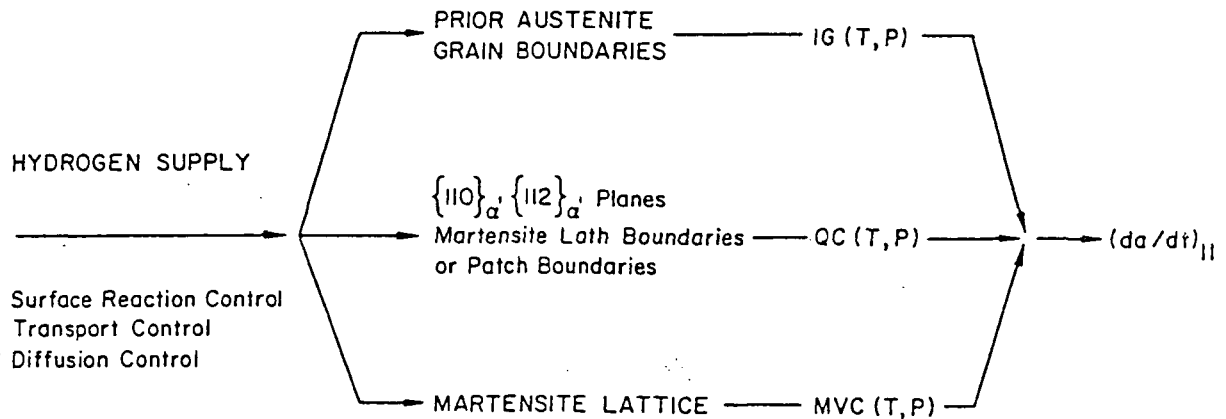 HYDROGEN SUPPLY
Surface Reaction Control
Transport Control
Diffusion Control
PRIOR AUSTENITE
GRAIN BOUNDARIES
IG (T,P)
{110}α' {112}α' Planes
Martensite Lath Boundaries
or Patch Boundaries
QC (T,P)
MARTENSITE LATTICE
MVC (T,P)
(da/dt)II